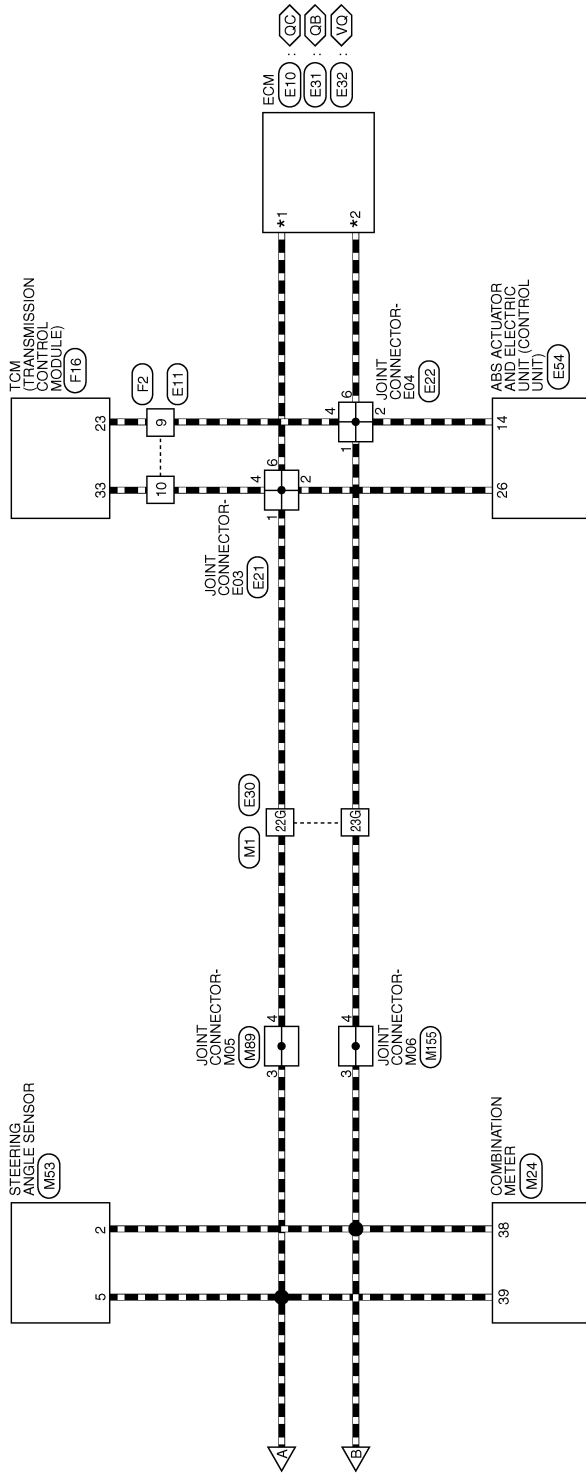 STEERING
ANGLE SENSOR
M53
5
2
A
B
39
38
COMBINATION
METER
M24
JOINT
CONNECTOR-
M05
M89
3
4
3
4
JOINT
CONNECTOR-
M06
M155
M1
E30
22G
23G
JOINT
CONNECTOR-
E03
E21
TCM
(TRANSMISSION
CONTROL
MODULE)
F16
33
23
10
9
F2
E11
1
4
6
2
1
4
6
2
JOINT
CONNECTOR-
E04
E22
26
14
ABS ACTUATOR
AND ELECTRIC
UNIT (CONTROL
UNIT)
E54
ECM
E10 : QC
E31 : QB
E32 : VQ
*1
*2